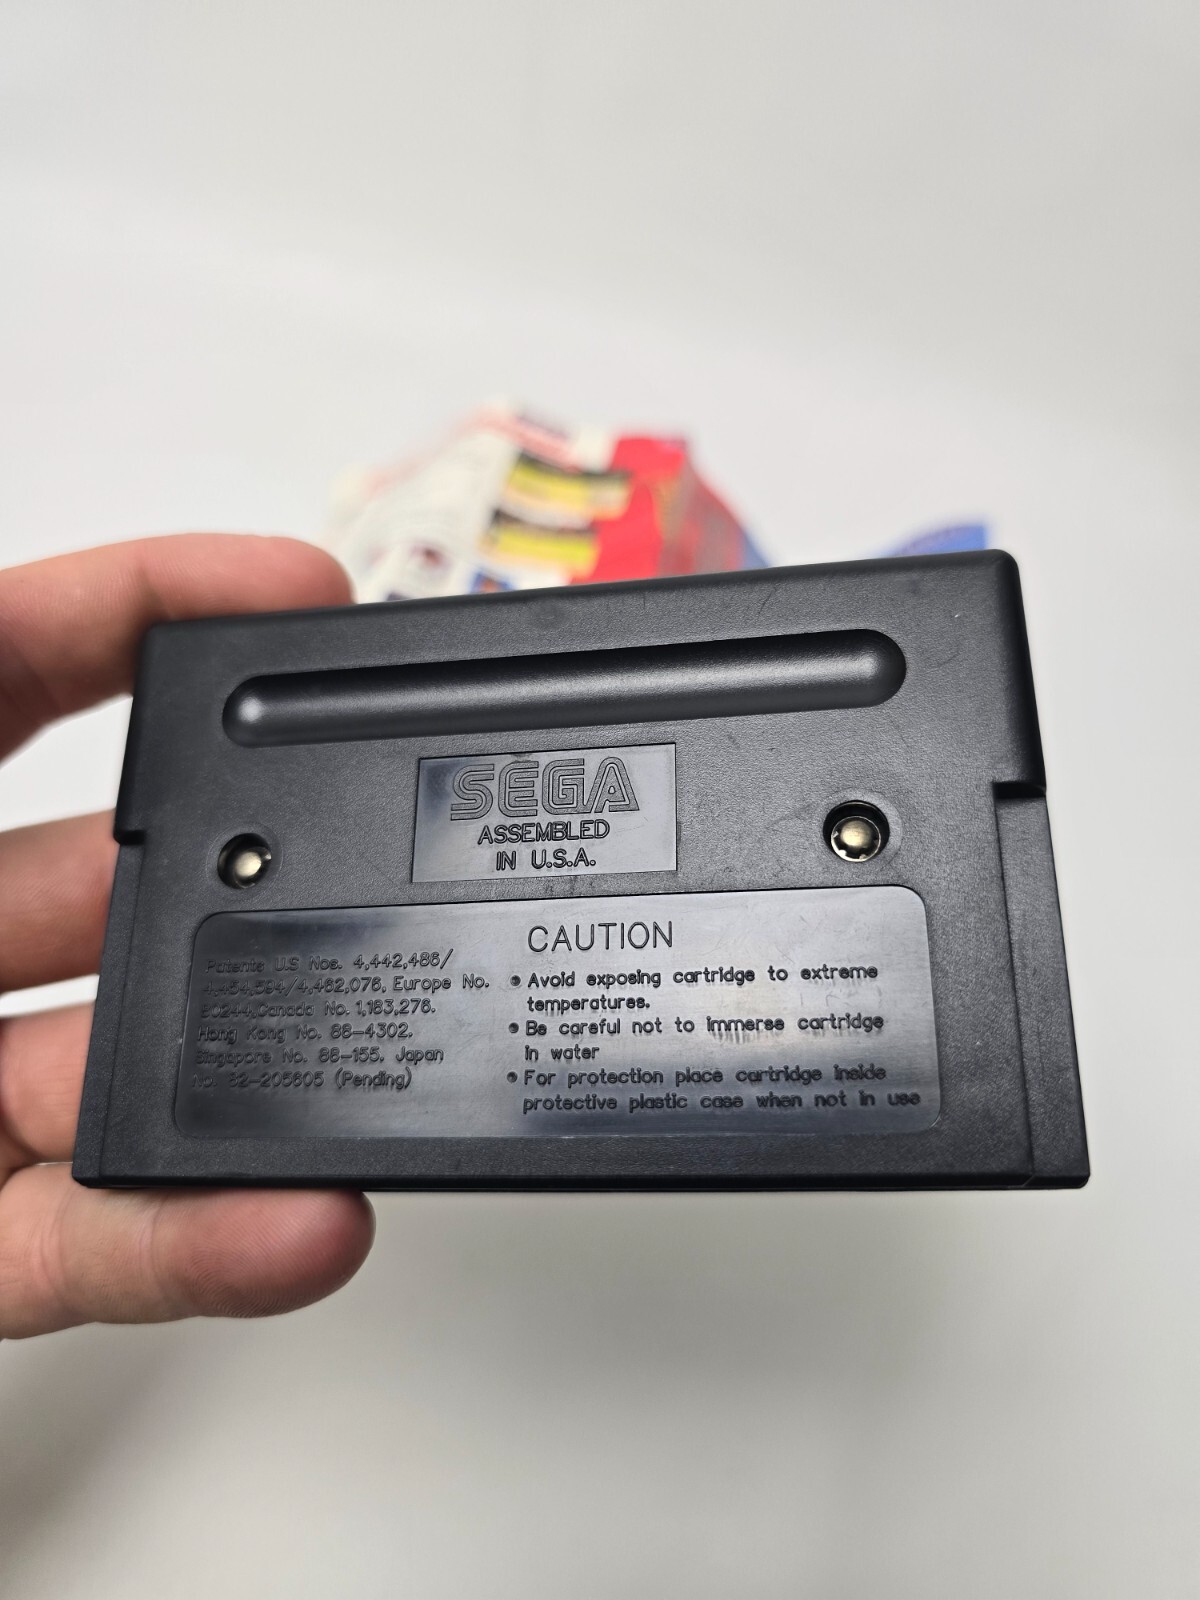 SEGA
ASSEMBLED
IN U.S.A.
Patents U.S Nos. 4,442,486/
4,454,594/4,462,076, Europe No.
80244,Canada No. 1,183,276.
Hong Kong No. 88-4302,
Singapore No. 88-155, Japan
No. 82-205605 (Pending)
CAUTION
• Avoid exposing cartridge to extreme
temperatures.
• Be careful not to immerse cartridge
in water
• For protection place cartridge inside
protective plastic case when not in use